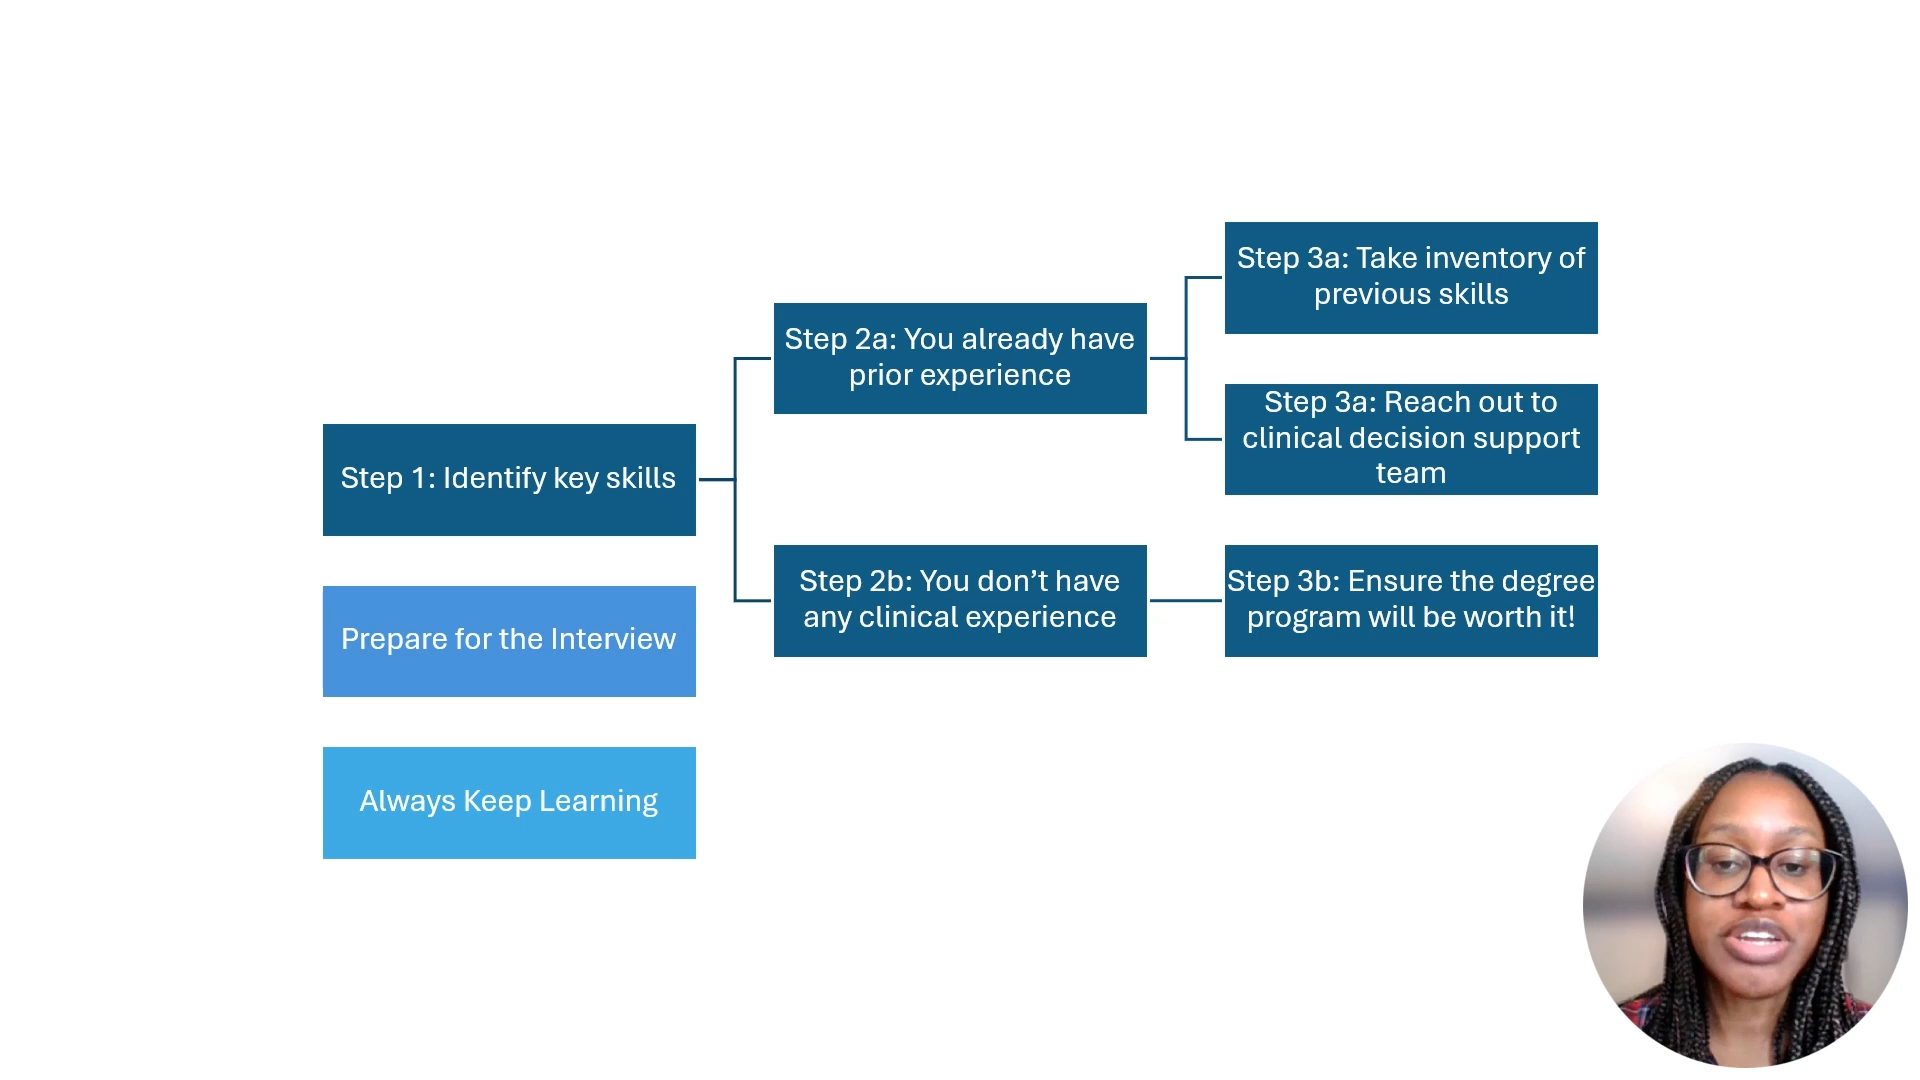 Step 1: Identify key skills
Step 2a: You already have
prior experience
Step 3a: Take inventory of
previous skills
Step 3a: Reach out to
clinical decision support
team
Step 2b: You don’t have
any clinical experience
Step 3b: Ensure the degree
program will be worth it!
Prepare for the Interview
Always Keep Learning